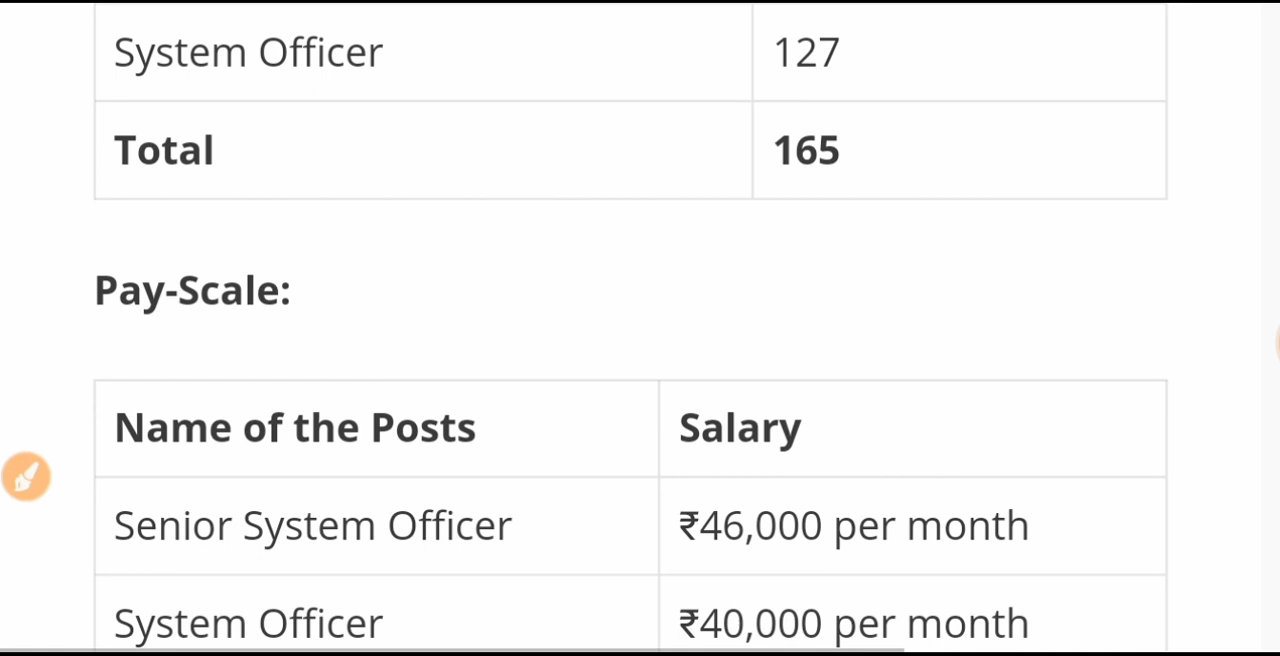 System Officer 127
Total 165
Pay-Scale:
Name of the Posts Salary
Senior System Officer ₹46,000 per month
System Officer ₹40,000 per month